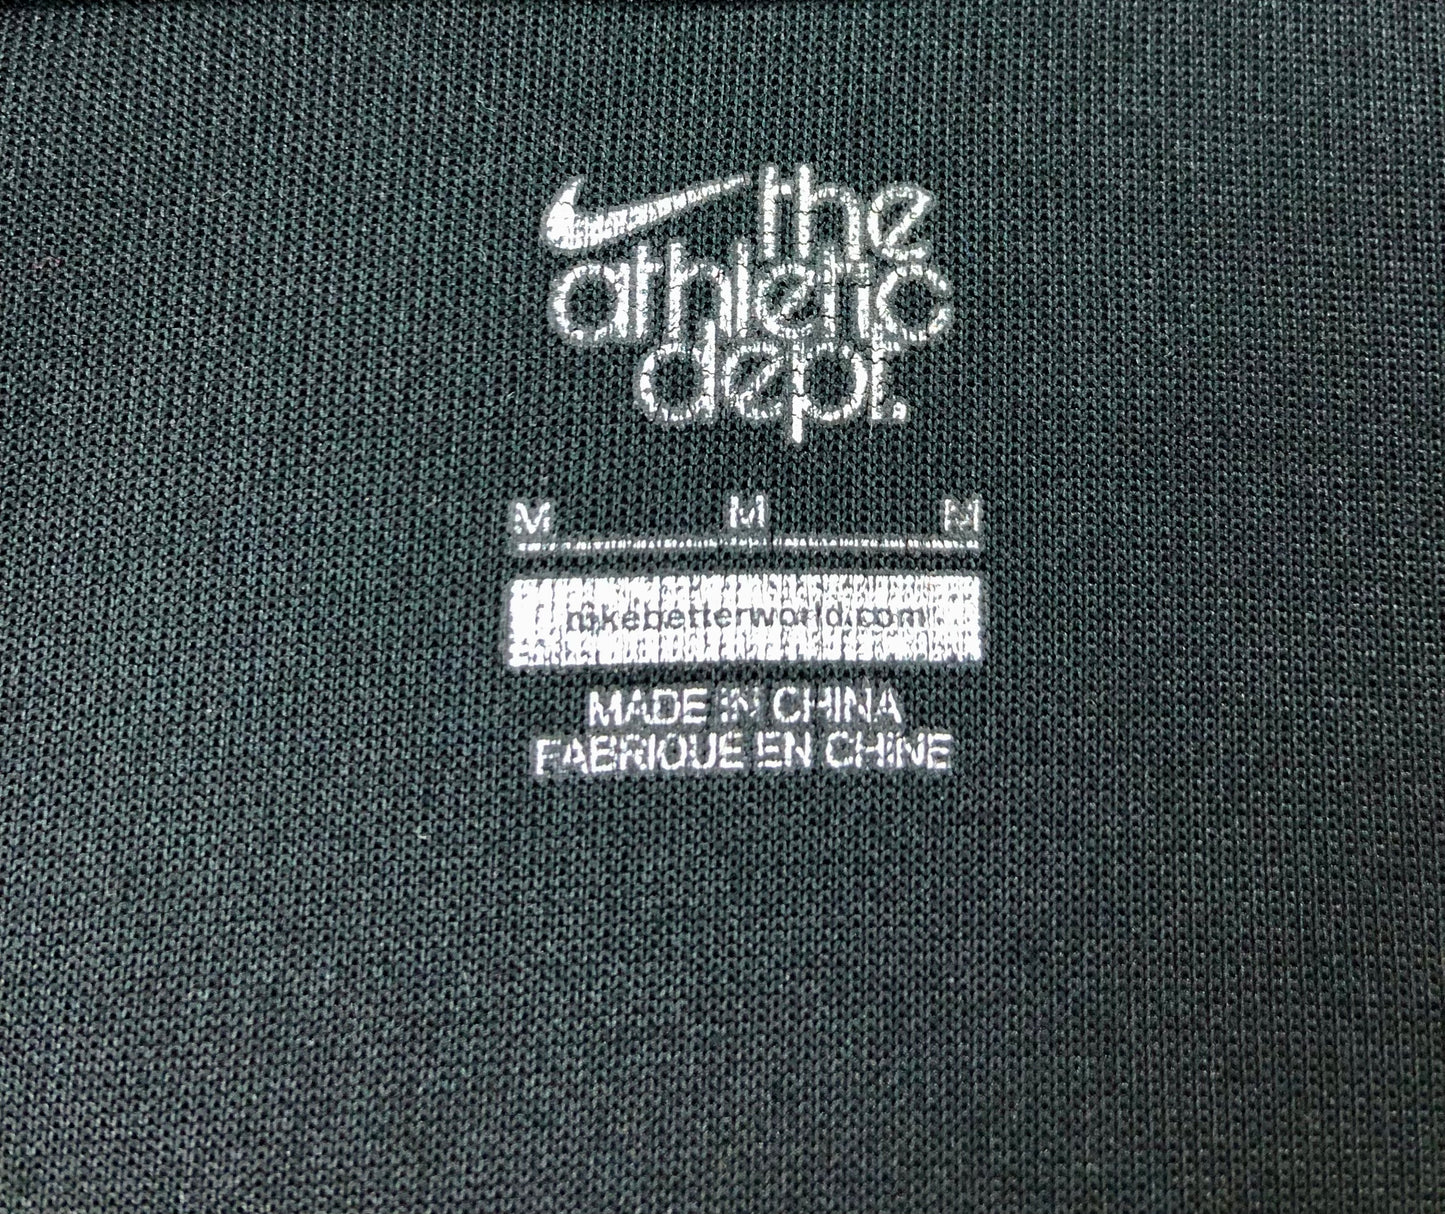 the
athletic
dept.
M M M
nikebetterworld.com
MADE IN CHINA
FABRIQUE EN CHINE